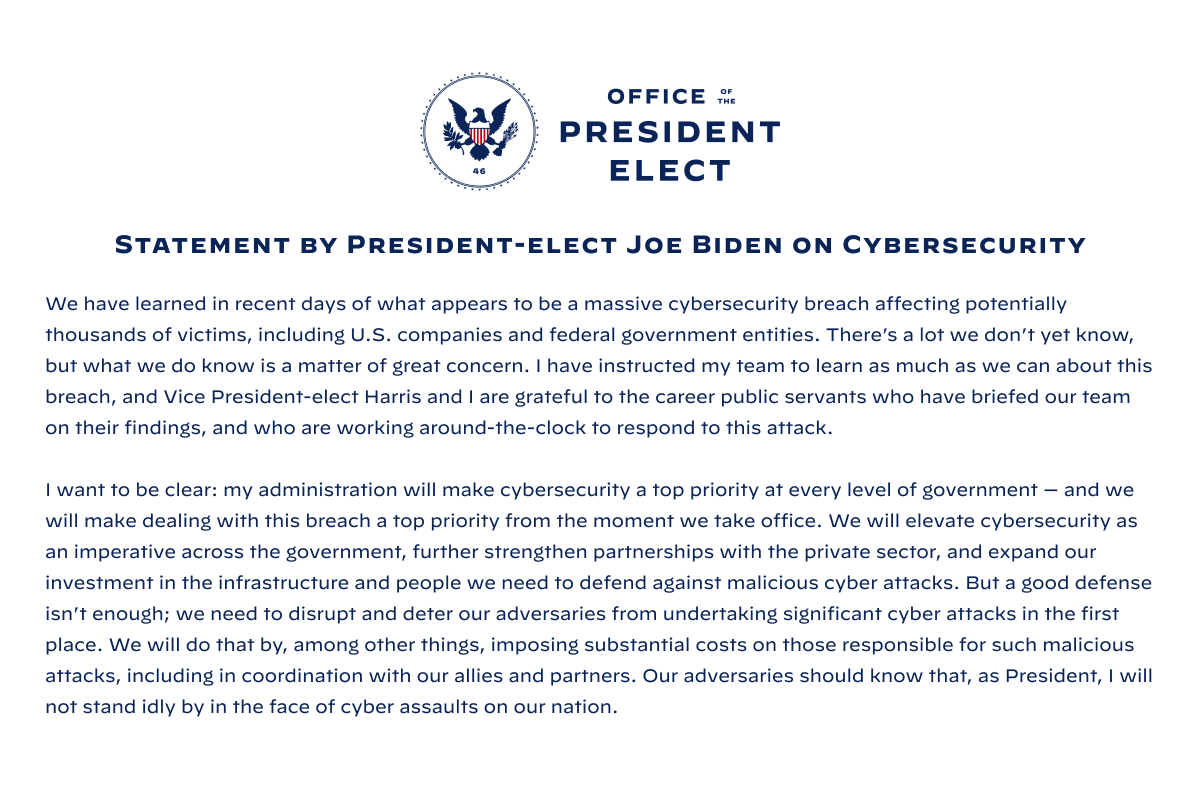 OFFICE OF THE
PRESIDENT
ELECT
46
Statement by President-elect Joe Biden on Cybersecurity
We have learned in recent days of what appears to be a massive cybersecurity breach affecting potentially
thousands of victims, including U.S. companies and federal government entities. There’s a lot we don’t yet know,
but what we do know is a matter of great concern. I have instructed my team to learn as much as we can about this
breach, and Vice President-elect Harris and I are grateful to the career public servants who have briefed our team
on their findings, and who are working around-the-clock to respond to this attack.
I want to be clear: my administration will make cybersecurity a top priority at every level of government – and we
will make dealing with this breach a top priority from the moment we take office. We will elevate cybersecurity as
an imperative across the government, further strengthen partnerships with the private sector, and expand our
investment in the infrastructure and people we need to defend against malicious cyber attacks. But a good defense
isn’t enough; we need to disrupt and deter our adversaries from undertaking significant cyber attacks in the first
place. We will do that by, among other things, imposing substantial costs on those responsible for such malicious
attacks, including in coordination with our allies and partners. Our adversaries should know that, as President, I will
not stand idly by in the face of cyber assaults on our nation.